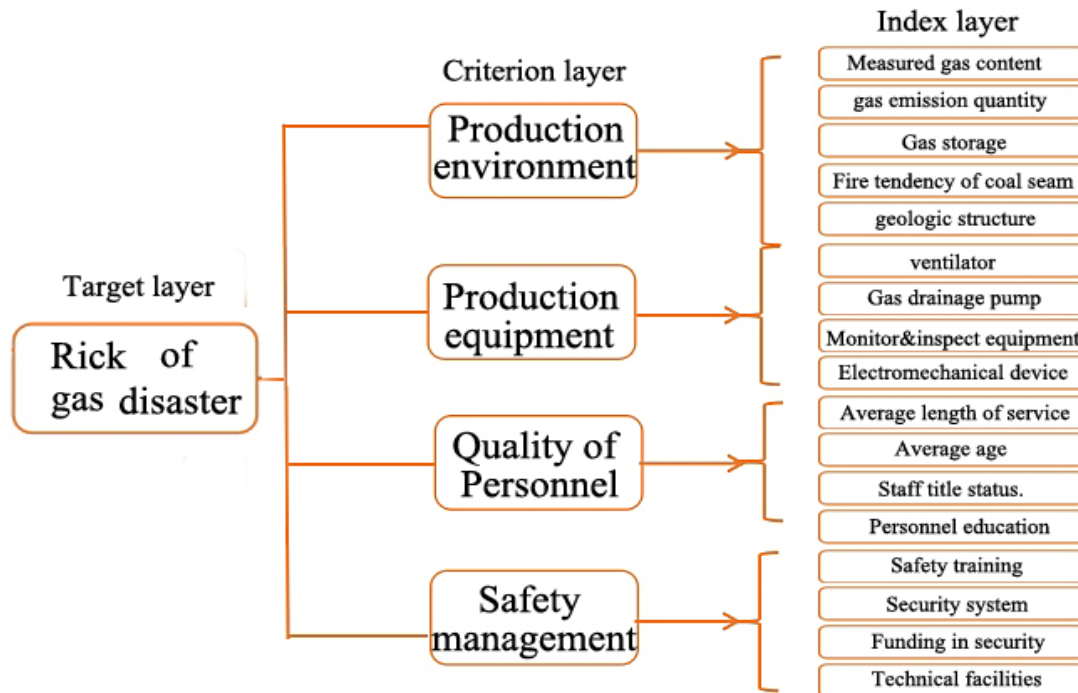 Index layer
Criterion layer
Target layer
Rick of
gas disaster
Production
environment
Production
equipment
Quality of
Personnel
Safety
management
Measured gas content
gas emission quantity
Gas storage
Fire tendency of coal seam
geologic structure
ventilator
Gas drainage pump
Monitor&inspect equipment
Electromechanical device
Average length of service
Average age
Staff title status.
Personnel education
Safety training
Security system
Funding in security
Technical facilities